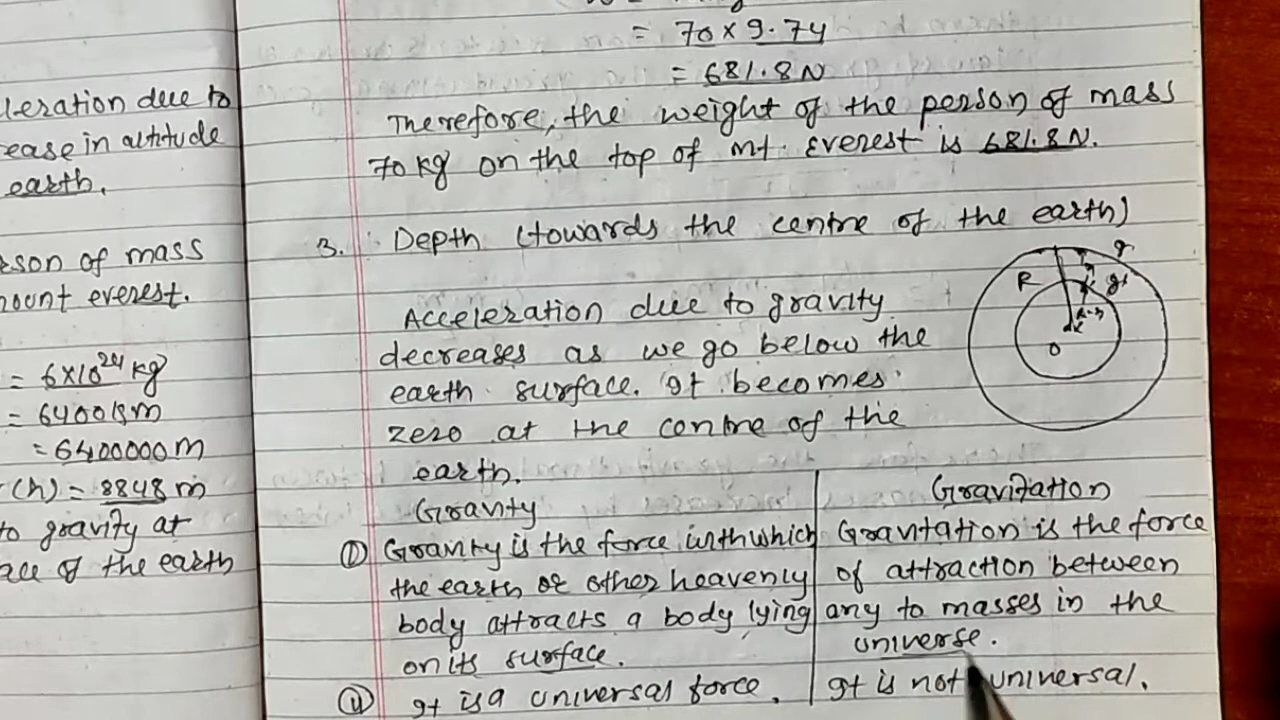 leration due to
ease in altitude
earth.
rson of mass
mount everest.
= 6×10²⁴ kg
= 6400km
= 6400000 m
(h) = 8848 m
to gravity at
ace of the earth
= 70 × 9.74
= 681.8 N
Therefore, the weight of the person of mass
70 kg on the top of mt. Everest is 681.8 N.
3. Depth (towards the centre of the earth)
Acceleration due to gravity
decreases as we go below the
earth surface. It becomes
zero at the centre of the
earth.
g
R
g'
R-h
O
Gravity
(i) Gravity is the force with which
the earth or other heavenly
body attracts a body lying
on its surface.
(ii) It is a universal force.
Gravitation
Gravitation is the force
of attraction between
any to masses in the
universe.
It is not universal.